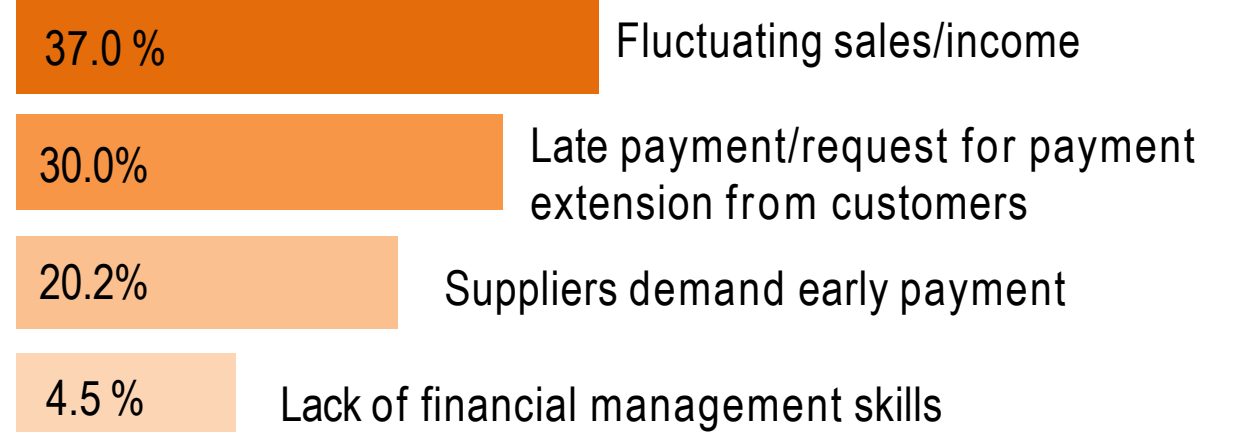 37.0 % Fluctuating sales/income
30.0% Late payment/request for payment
extension from customers
20.2% Suppliers demand early payment
4.5 % Lack of financial management skills